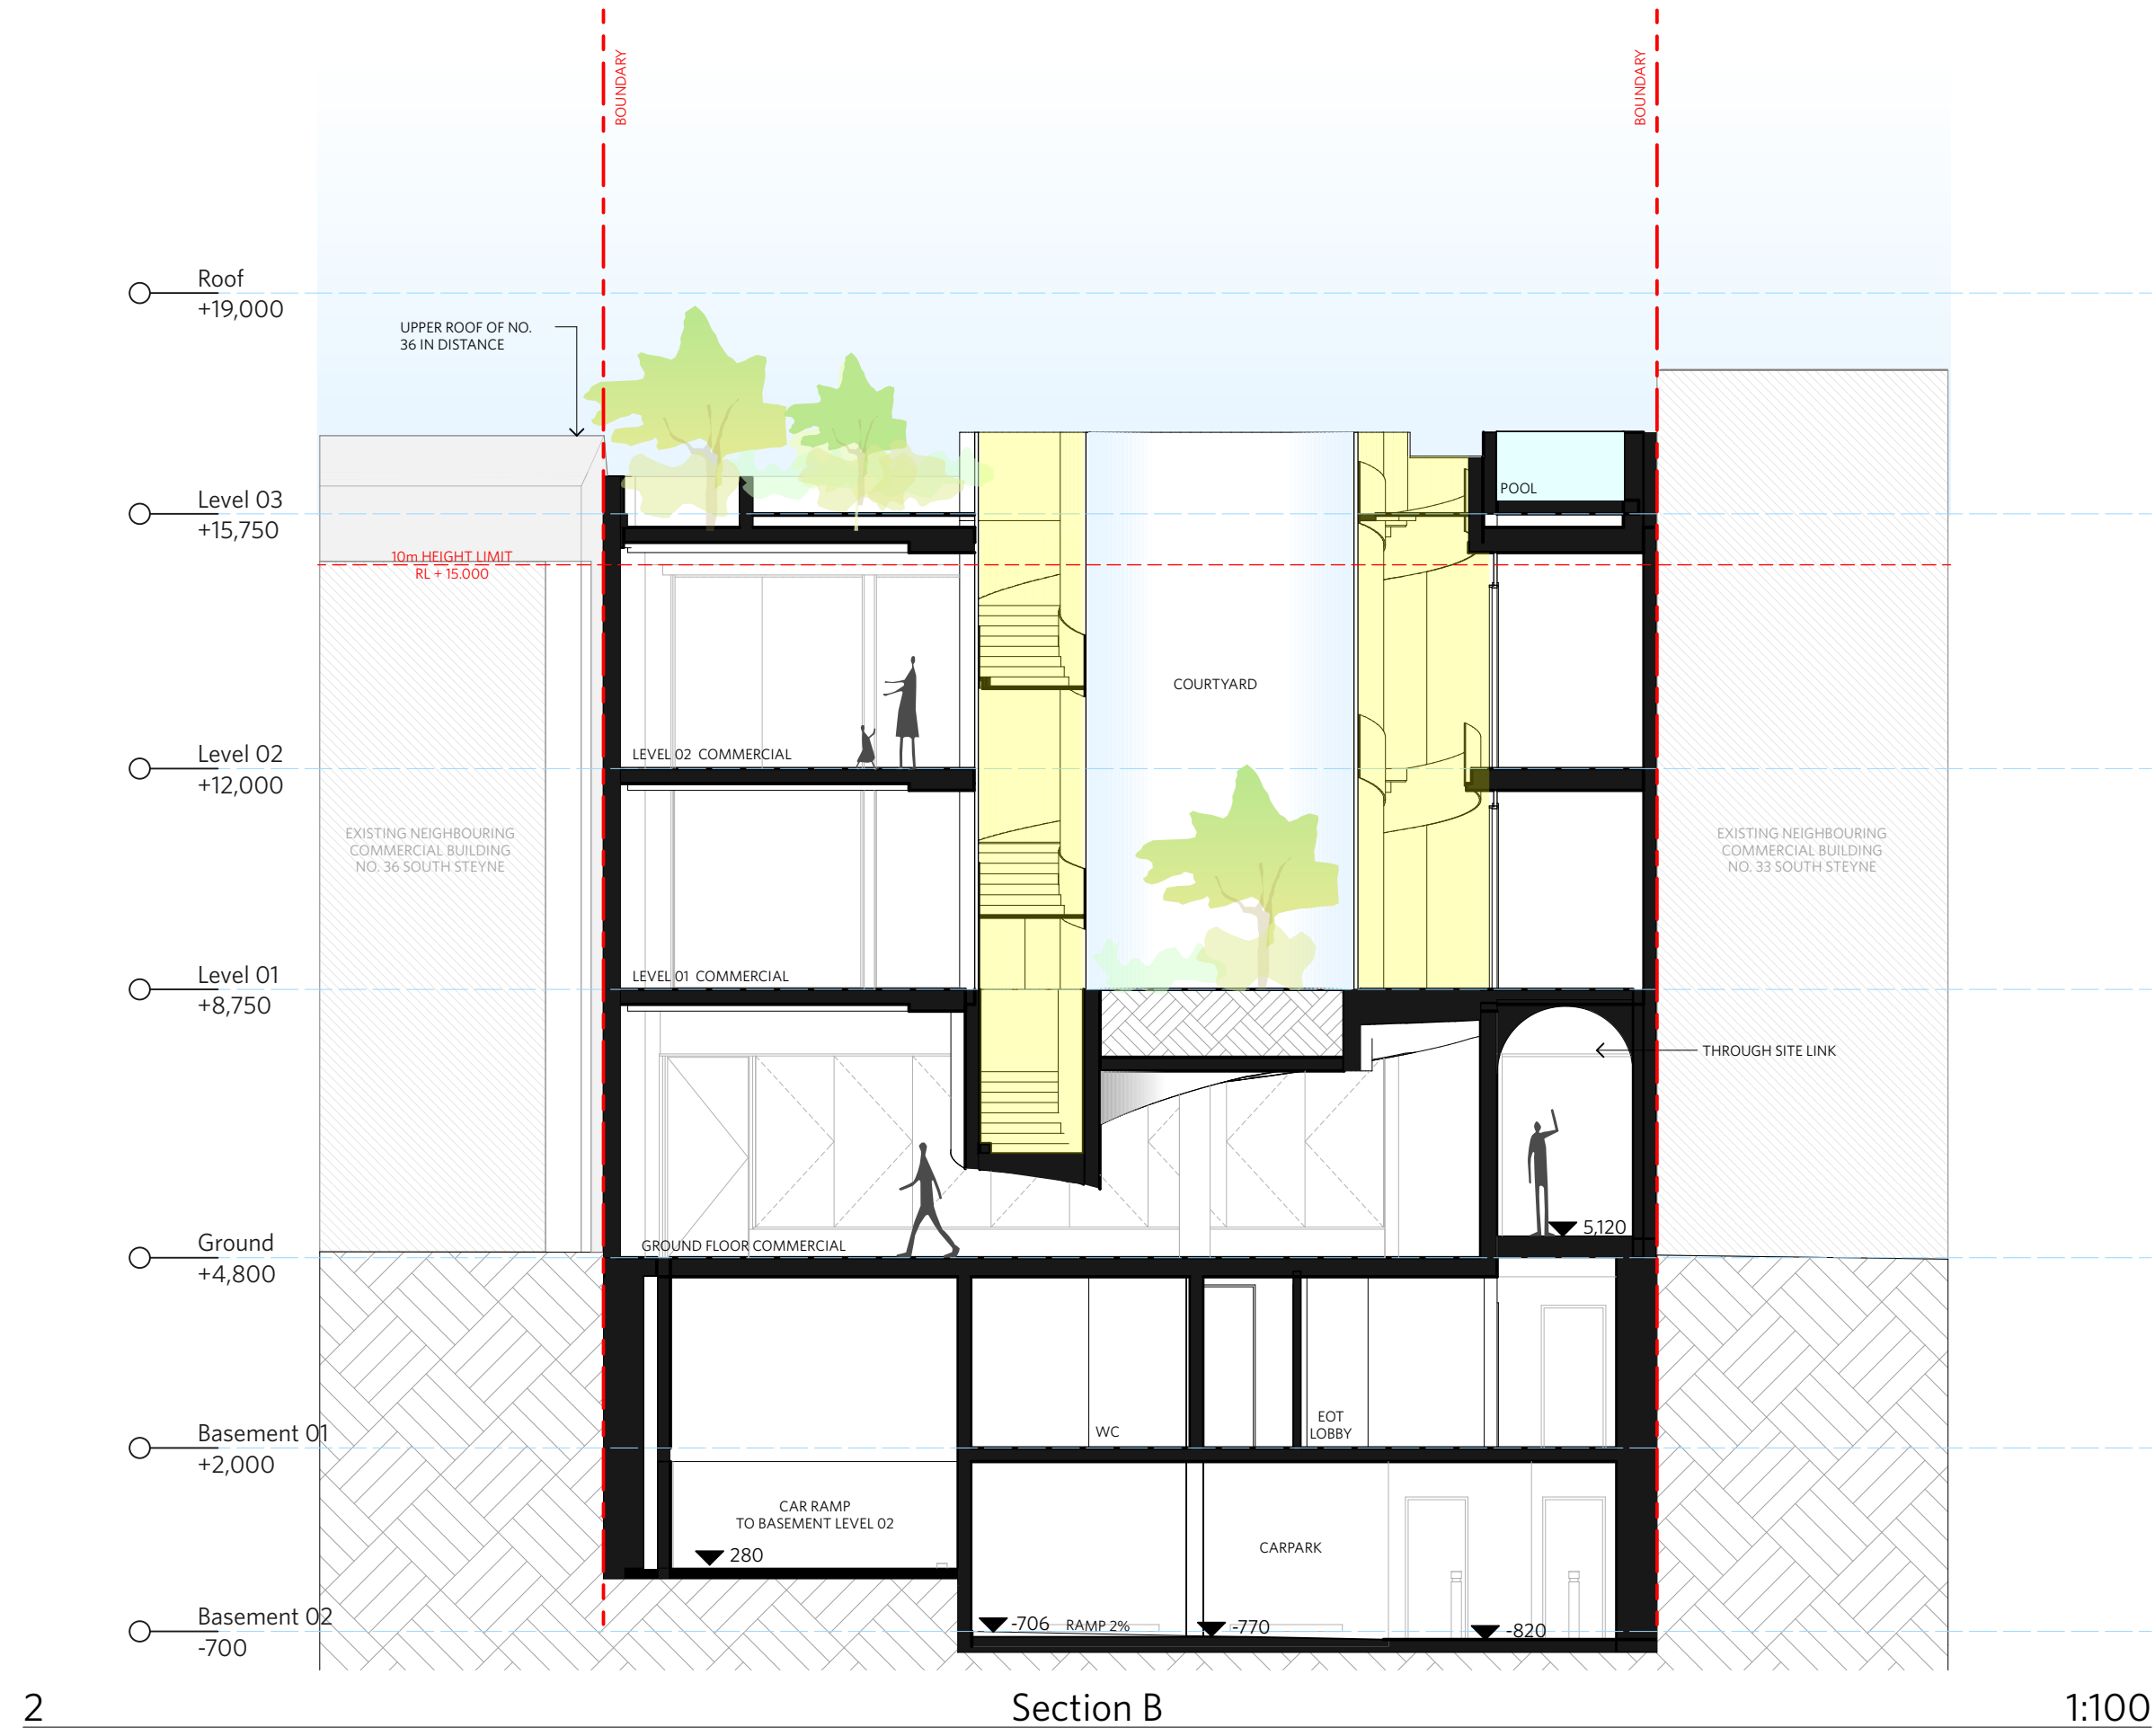 BOUNDARY
BOUNDARY
Roof
+19,000
UPPER ROOF OF NO.
36 IN DISTANCE
Level 03
+15,750
POOL
10m HEIGHT LIMIT
RL + 15.000
COURTYARD
LEVEL 02 COMMERCIAL
Level 02
+12,000
EXISTING NEIGHBOURING
COMMERCIAL BUILDING
NO. 36 SOUTH STEYNE
EXISTING NEIGHBOURING
COMMERCIAL BUILDING
NO. 33 SOUTH STEYNE
LEVEL 01 COMMERCIAL
Level 01
+8,750
THROUGH SITE LINK
5,120
GROUND FLOOR COMMERCIAL
Ground
+4,800
WC
EOT
LOBBY
Basement 01
+2,000
CAR RAMP
TO BASEMENT LEVEL 02
280
CARPARK
Basement 02
-700
-706 RAMP 2%
-770
-820
2
Section B
1:100